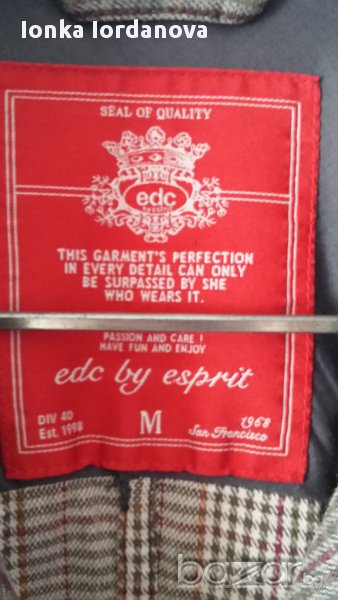 Ionka Iordanova
SEAL OF QUALITY
edc
by esprit
THIS GARMENT'S PERFECTION
IN EVERY DETAIL CAN ONLY
BE SURPASSED BY SHE
WHO WEARS IT.
PASSION AND CARE !
HAVE FUN AND ENJOY
edc by esprit
DIV 40
Est. 1998
M
1968
San Francisco
bazar.bg